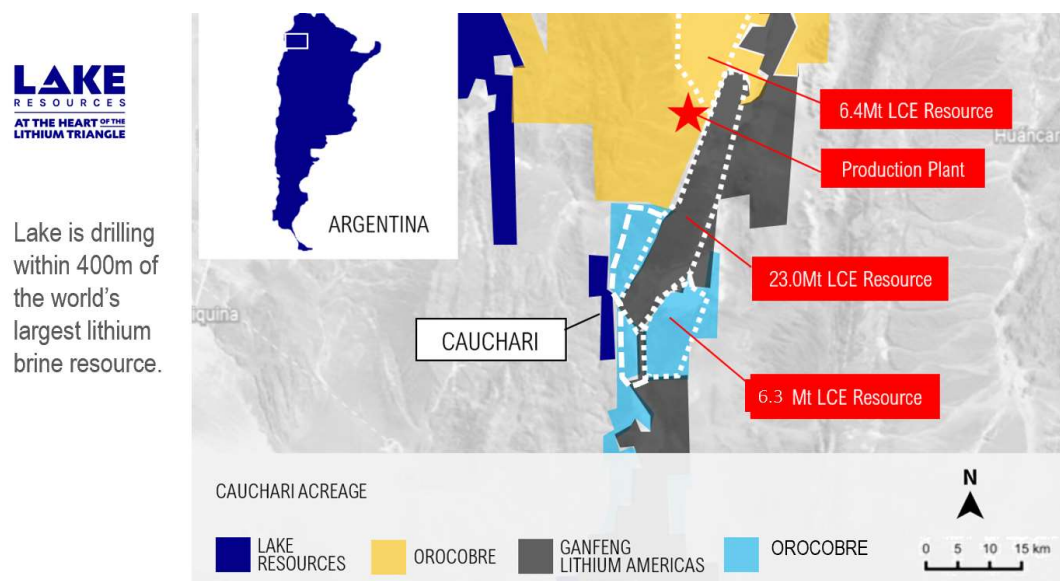 LAKE
RESOURCES
AT THE HEART OF THE
LITHIUM TRIANGLE
Lake is drilling
within 400m of
the world's
largest lithium
brine resource.
ARGENTINA
6.4Mt LCE Resource
Production Plant
23.0Mt LCE Resource
CAUCHARI
6.3 Mt LCE Resource
CAUCHARI ACREAGE
LAKE
RESOURCES
OROCOBRE
GANFENG
LITHIUM AMERICAS
OROCOBRE
N
0 5 10 15 km